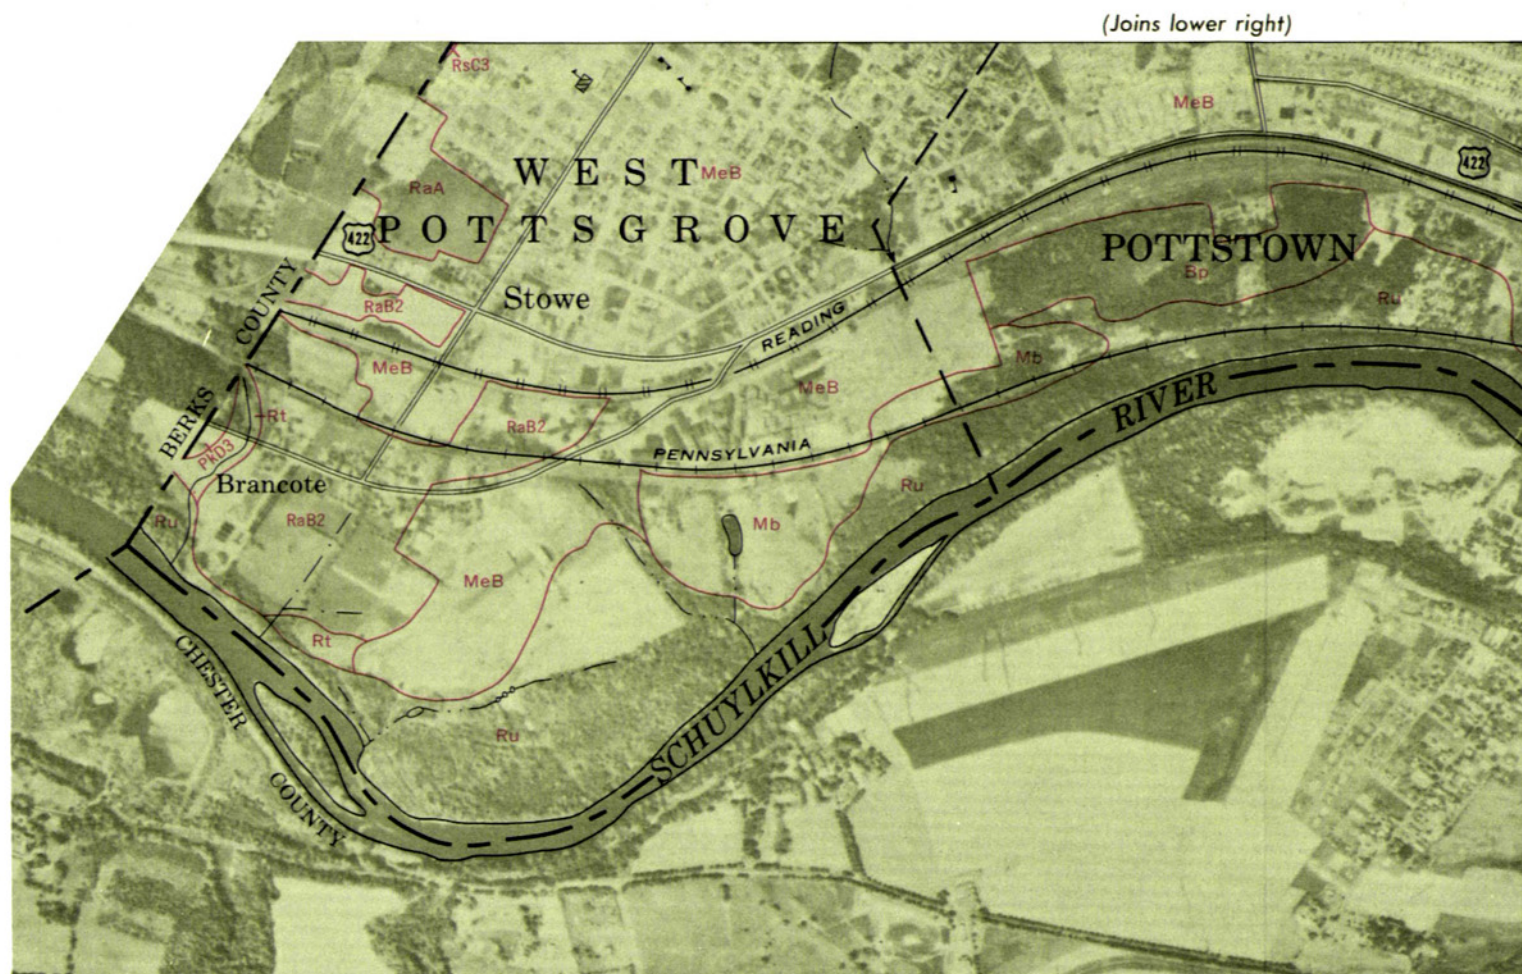 (Joins lower right)
RsC3
MeB
422
WEST
MeB
RaA
POTTSGROVE
422
POTTSTOWN
Bp
COUNTY
RaB2
Stowe
READING
Ru
MeB
MeB
Mb
RIVER
BERKS
Rt
RaB2
PENNSYLVANIA
PkD3
Brancote
Ru
Ru
RaB2
Mb
MeB
Rt
SCHUYLKILL
CHESTER
Ru
COUNTY